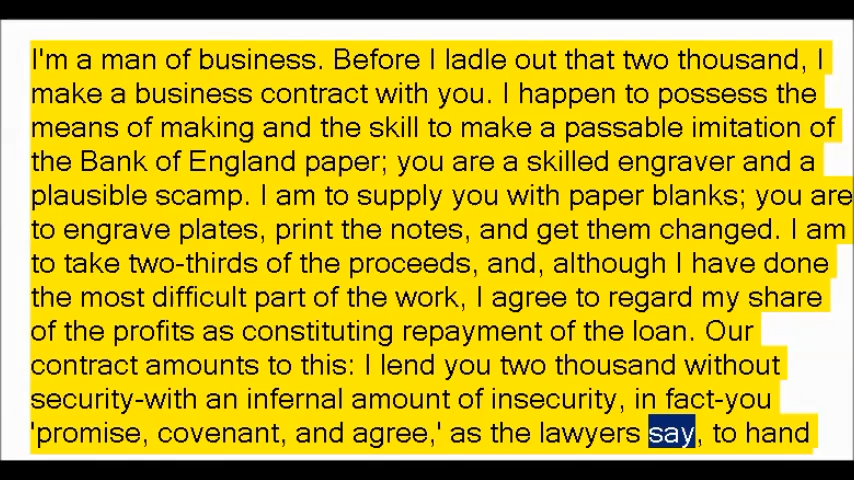 I'm a man of business. Before I ladle out that two thousand, I
make a business contract with you. I happen to possess the
means of making and the skill to make a passable imitation of
the Bank of England paper; you are a skilled engraver and a
plausible scamp. I am to supply you with paper blanks; you are
to engrave plates, print the notes, and get them changed. I am
to take two-thirds of the proceeds, and, although I have done
the most difficult part of the work, I agree to regard my share
of the profits as constituting repayment of the loan. Our
contract amounts to this: I lend you two thousand without
security-with an infernal amount of insecurity, in fact-you
'promise, covenant, and agree,' as the lawyers say, to hand